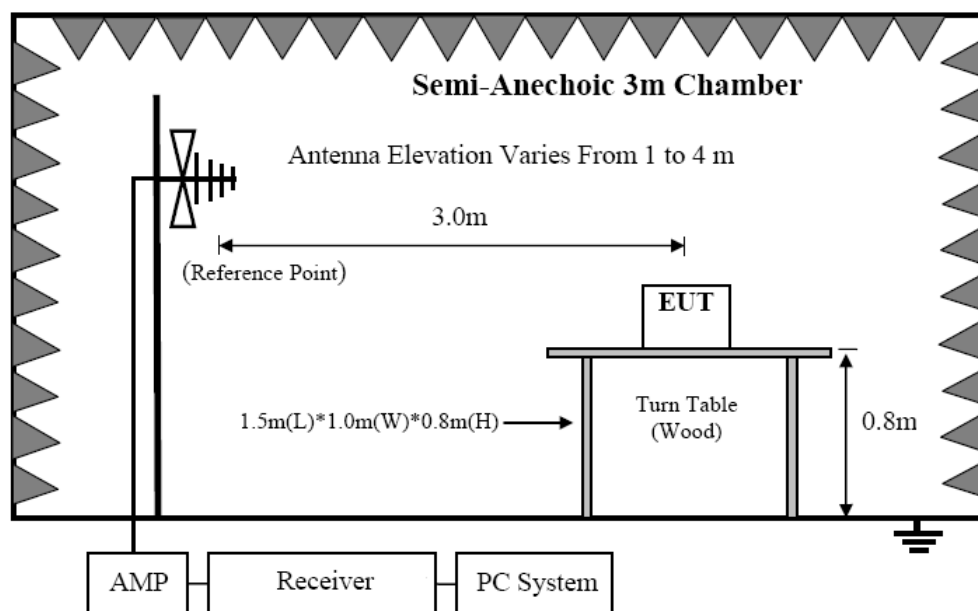 Semi-Anechoic 3m Chamber
Antenna Elevation Varies From 1 to 4 m
3.0m
(Reference Point)
EUT
1.5m(L)*1.0m(W)*0.8m(H)
Turn Table
(Wood)
0.8m
AMP
Receiver
PC System